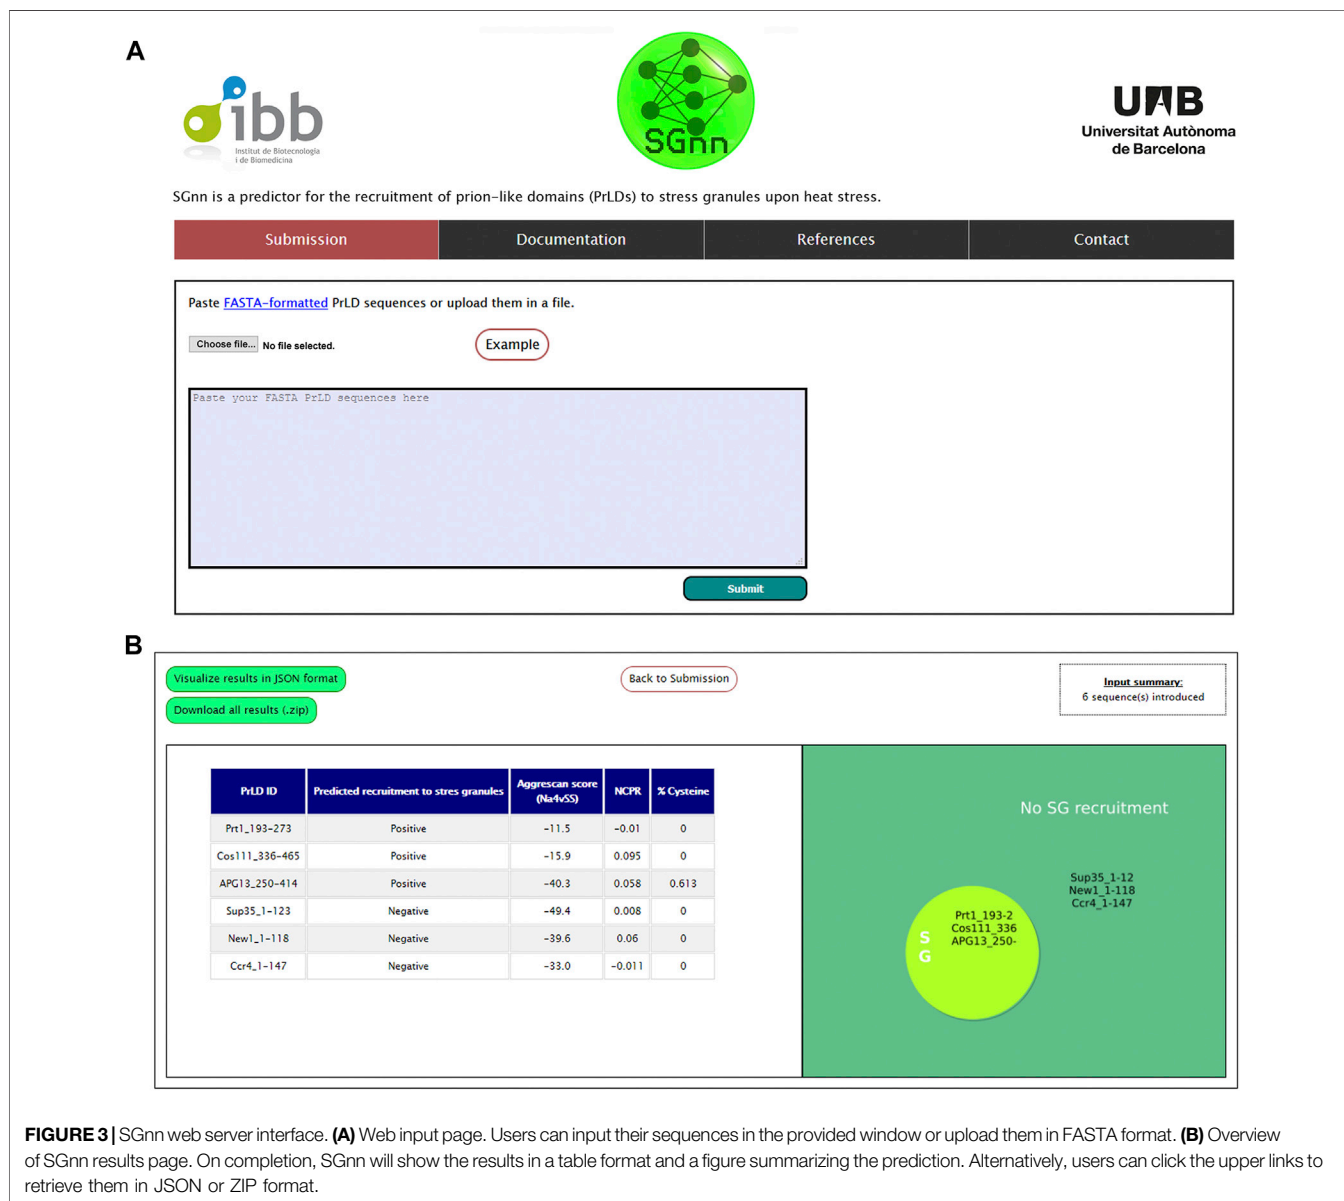 A
ibb
Institut de Biotecnologia
i de Biomedicina
SGnn
UAB
Universitat Autònoma
de Barcelona
SGnn is a predictor for the recruitment of prion-like domains (PrLDs) to stress granules upon heat stress.
Submission Documentation References Contact
Paste FASTA-formatted PrLD sequences or upload them in a file.
Choose file... No file selected. Example
Paste your FASTA PrLD sequences here
Submit
B
Visualize results in JSON format
Download all results (.zip)
Back to Submission
Input summary:
6 sequence(s) introduced
PrLD ID Predicted recruitment to stres granules Aggrescan score (Na4vSS) NCPR % Cysteine
Prt1_193-273 Positive -11.5 -0.01 0
Cos111_336-465 Positive -15.9 0.095 0
APG13_250-414 Positive -40.3 0.058 0.613
Sup35_1-123 Negative -49.4 0.008 0
New1_1-118 Negative -39.6 0.06 0
Ccr4_1-147 Negative -33.0 -0.011 0
No SG recruitment
Sup35_1-12
New1_1-118
Ccr4_1-147
S
G
Prt1_193-2
Cos111_336
APG13_250-
FIGURE 3 | SGnn web server interface. (A) Web input page. Users can input their sequences in the provided window or upload them in FASTA format. (B) Overview
of SGnn results page. On completion, SGnn will show the results in a table format and a figure summarizing the prediction. Alternatively, users can click the upper links to
retrieve them in JSON or ZIP format.